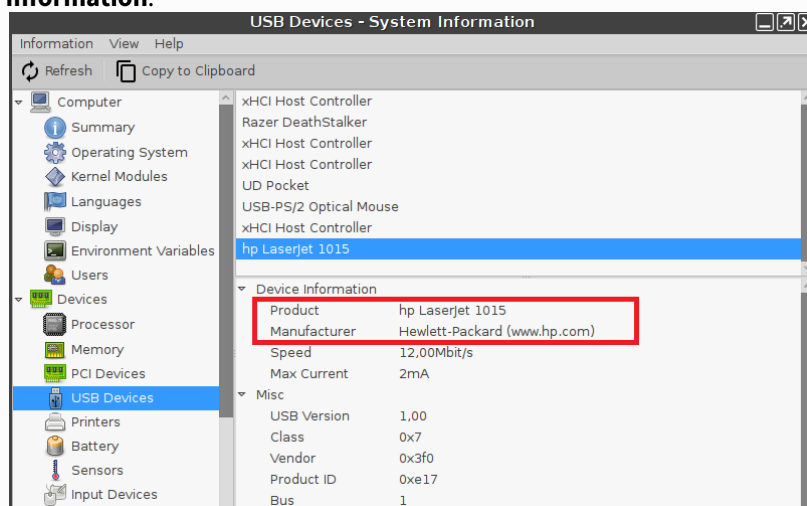 Information.
USB Devices - System Information
Information View Help
Refresh Copy to Clipboard
Computer
Summary
Operating System
Kernel Modules
Languages
Display
Environment Variables
Users
Devices
Processor
Memory
PCI Devices
USB Devices
Printers
Battery
Sensors
Input Devices
xHCI Host Controller
Razer DeathStalker
xHCI Host Controller
xHCI Host Controller
UD Pocket
USB-PS/2 Optical Mouse
xHCI Host Controller
hp LaserJet 1015
Device Information
Product hp LaserJet 1015
Manufacturer Hewlett-Packard (www.hp.com)
Speed 12,00Mbit/s
Max Current 2mA
Misc
USB Version 1,00
Class 0x7
Vendor 0x3f0
Product ID 0xe17
Bus 1